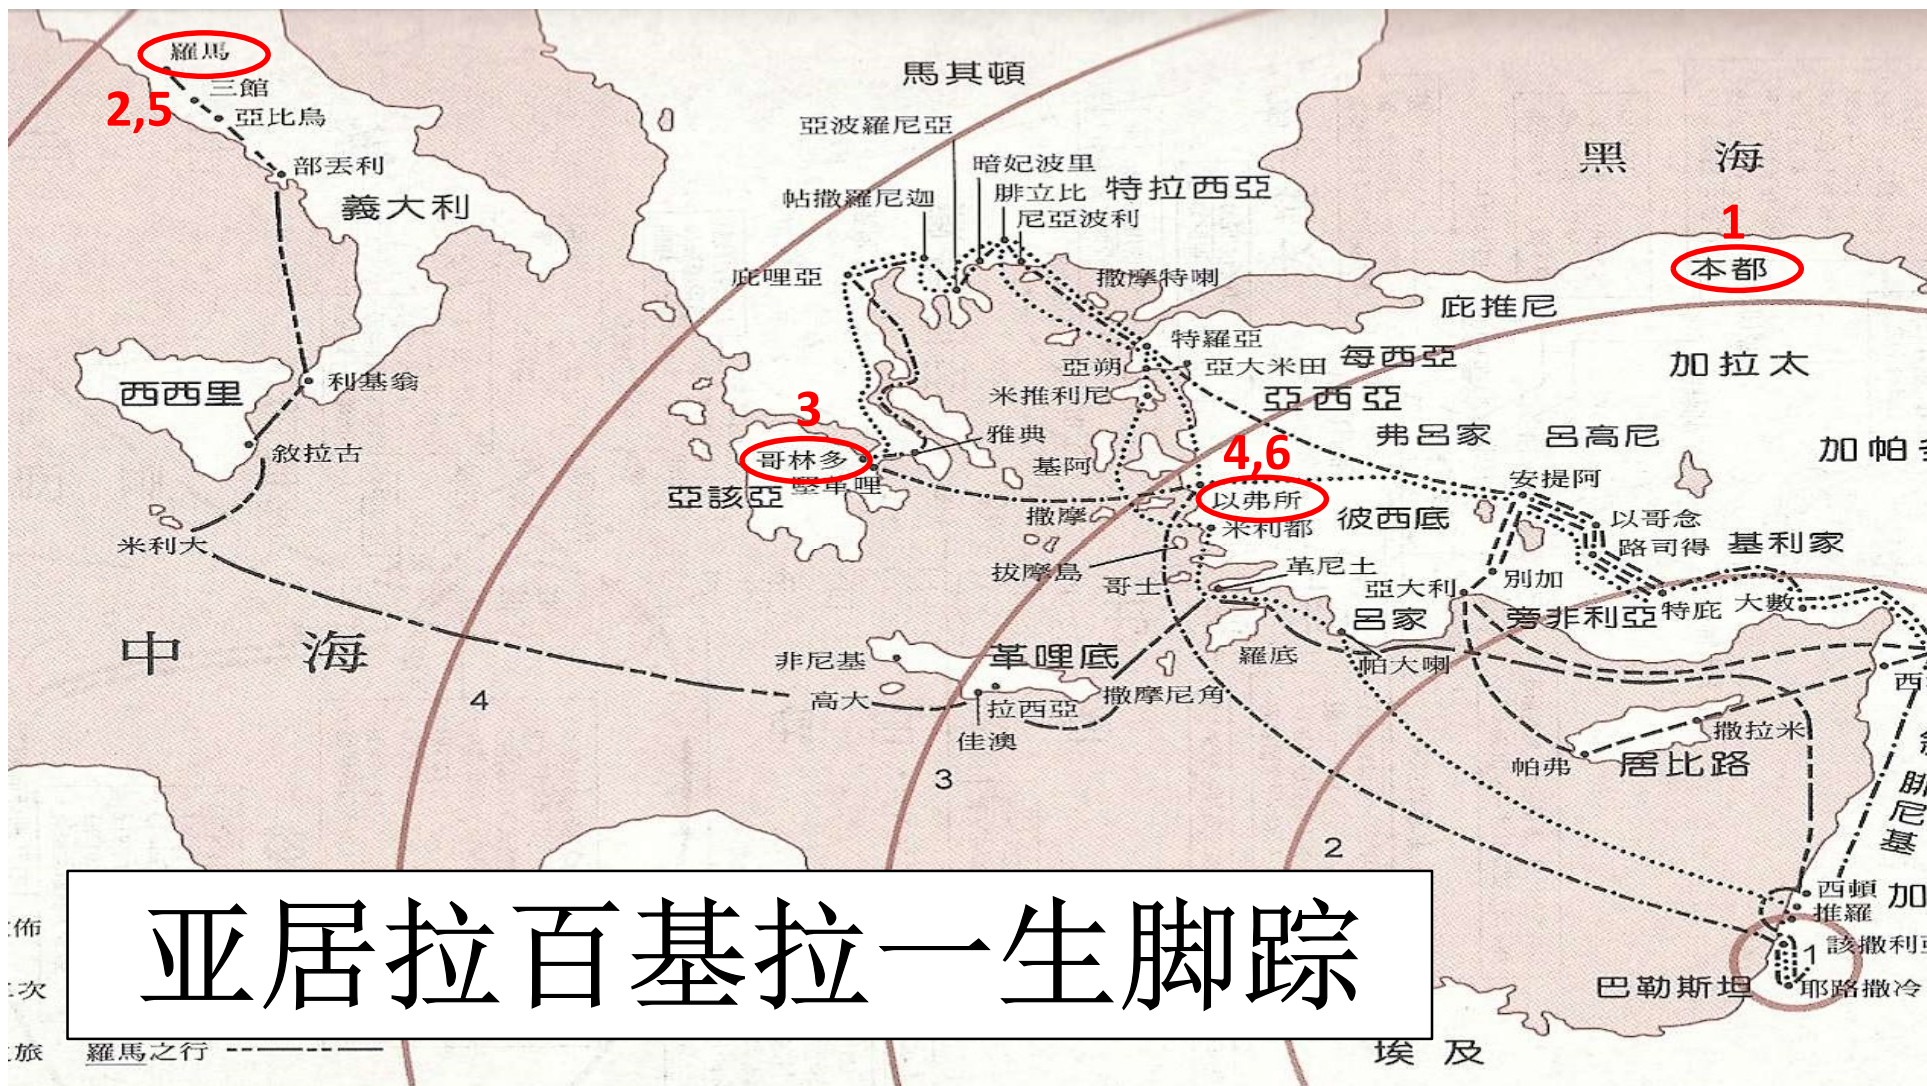 羅馬
2,5
三館
亞比烏
部丟利
義大利
馬其頓
亞波羅尼亞
暗妃波里
腓立比
特拉西亞
帖撒羅尼迦
尼亞波利
黑 海
1
本都
庇哩亞
撒摩特喇
庇推尼
特羅亞
每西亞
亞朔
亞大米田
加拉太
西西里
利基翁
米推利尼
亞西亞
3
哥林多
雅典
敘拉古
弗呂家
呂高尼
加帕
4,6
基阿
堅革哩
亞該亞
以弗所
安提阿
撒摩
米利都
彼西底
以哥念
路司得
基利家
米利大
拔摩島
哥士
革尼土
亞大利
別加
呂家
旁非利亞
特庇
大數
中 海
非尼基
革哩底
羅底
帕大喇
4
高大
拉西亞
撒摩尼角
西
佳澳
3
撒拉米
帕弗
居比路
腓尼基
2
西頓
加
推羅
亚居拉百基拉一生脚踪
佈
該撒利
1
次
巴勒斯坦
耶路撒冷
旅
羅馬之行
埃及